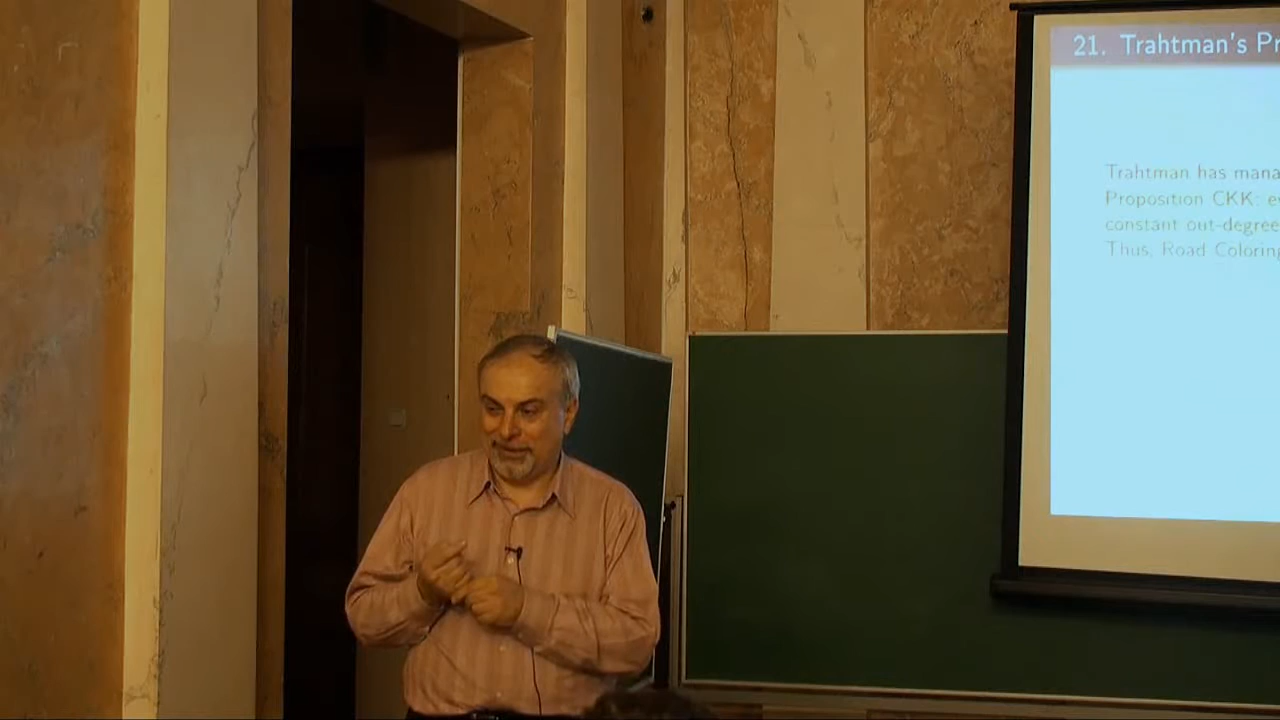 21. Trahtman's Pr
Trahtman has mana
Proposition CKK: e
constant out-degree
Thus, Road Coloring